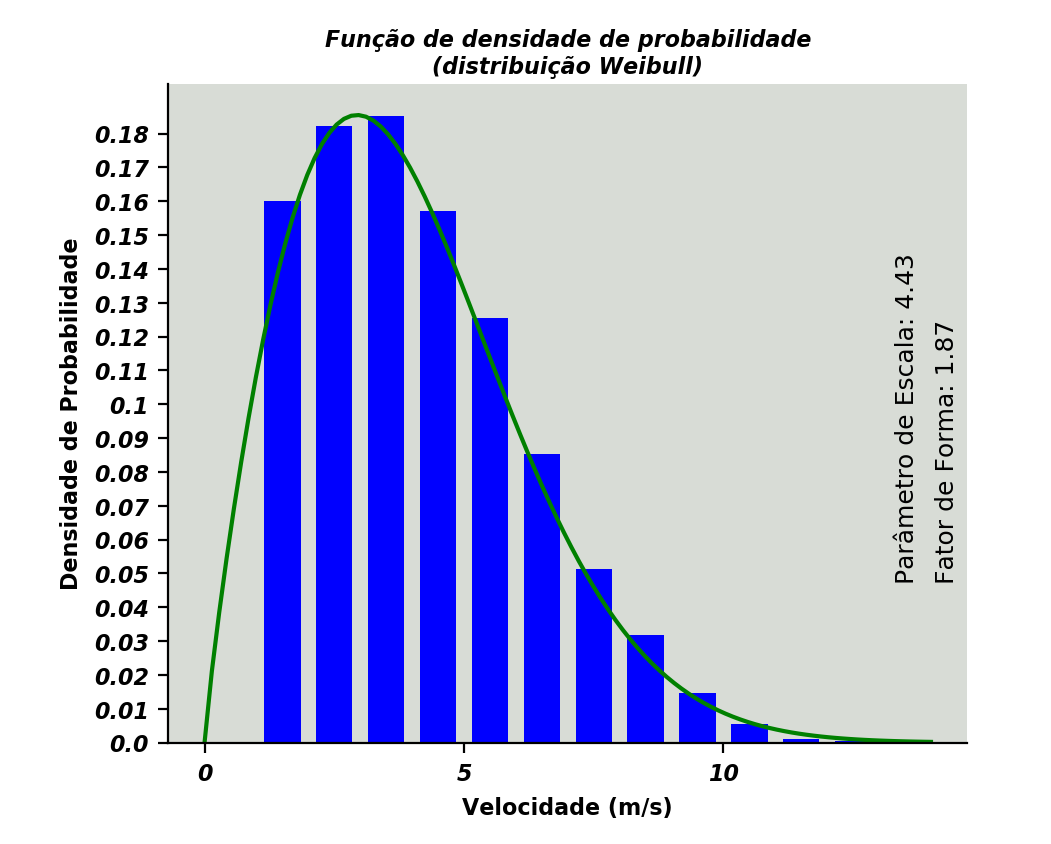 Função de densidade de probabilidade
(distribuição Weibull)
Densidade de Probabilidade
0.18
0.17
0.16
0.15
0.14
0.13
0.12
0.11
0.1
0.09
0.08
0.07
0.06
0.05
0.04
0.03
0.02
0.01
0.0
Parâmetro de Escala: 4.43
Fator de Forma: 1.87
0 5 10
Velocidade (m/s)